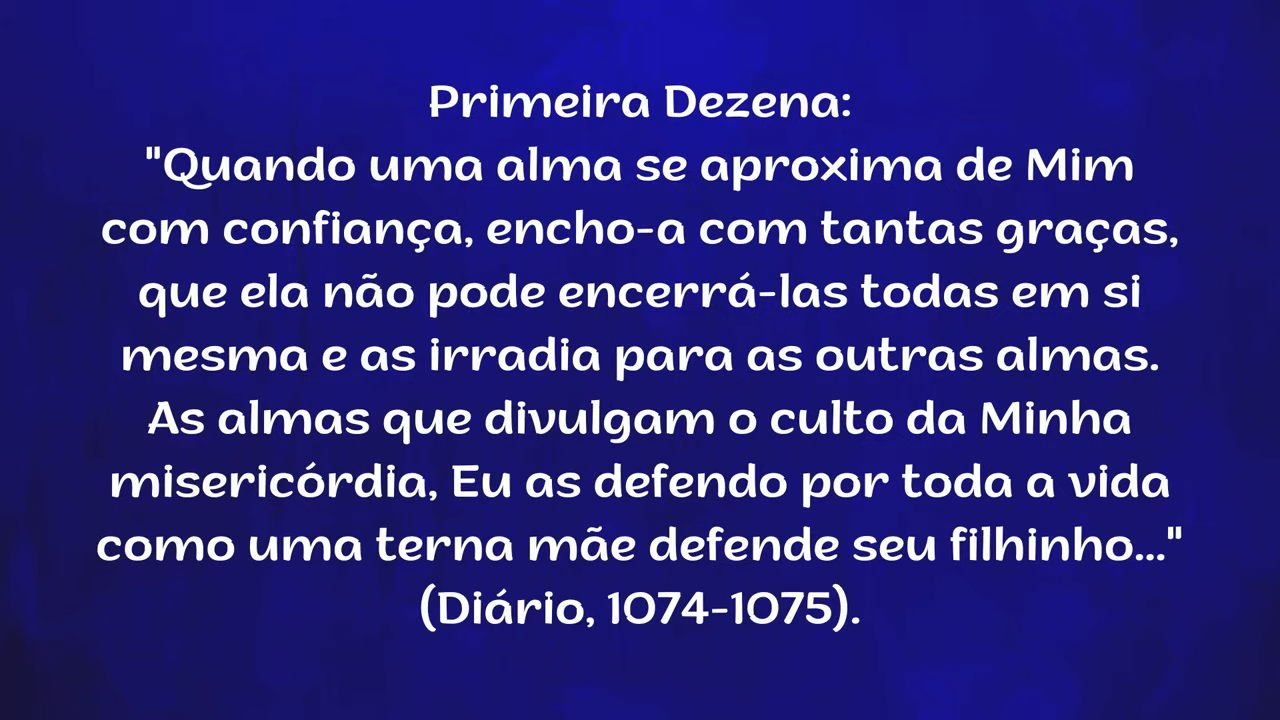 Primeira Dezena:
"Quando uma alma se aproxima de Mim
com confiança, encho-a com tantas graças,
que ela não pode encerrá-las todas em si
mesma e as irradia para as outras almas.
As almas que divulgam o culto da Minha
misericórdia, Eu as defendo por toda a vida
como uma terna mãe defende seu filhinho..."
(Diário, 1074-1075).